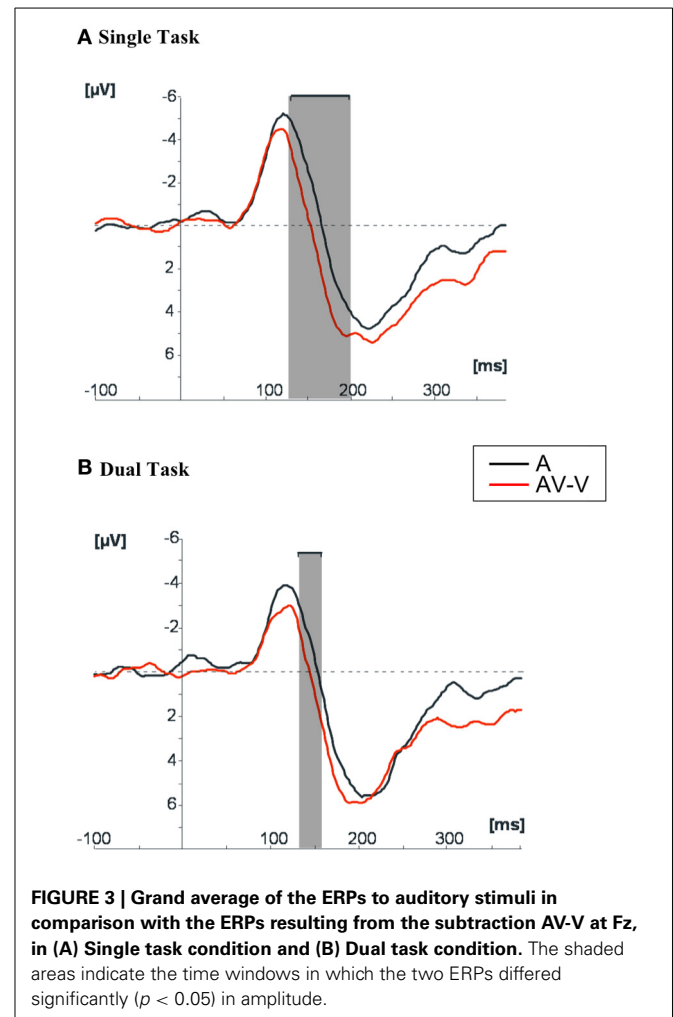 A Single Task
[µV]
-6
-4
-2
2
4
6
[ms]
-100 100 200 300
B Dual Task
A
AV-V
[µV]
-6
-4
-2
2
4
6
[ms]
-100 100 200 300
FIGURE 3 | Grand average of the ERPs to auditory stimuli in
comparison with the ERPs resulting from the subtraction AV-V at Fz,
in (A) Single task condition and (B) Dual task condition. The shaded
areas indicate the time windows in which the two ERPs differed
significantly (p < 0.05) in amplitude.